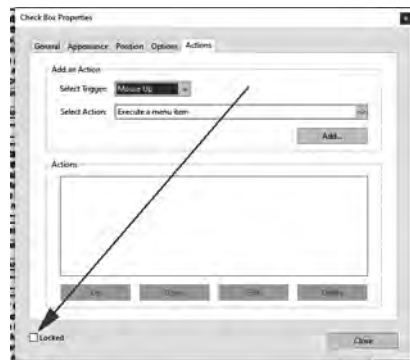 Check Box Properties
General Appearance Position Options Actions
Add an Action
Select Trigger: Mouse Up
Select Action: Execute a menu item
Add...
Actions
Up
Down
Edit
Delete
Locked
Close